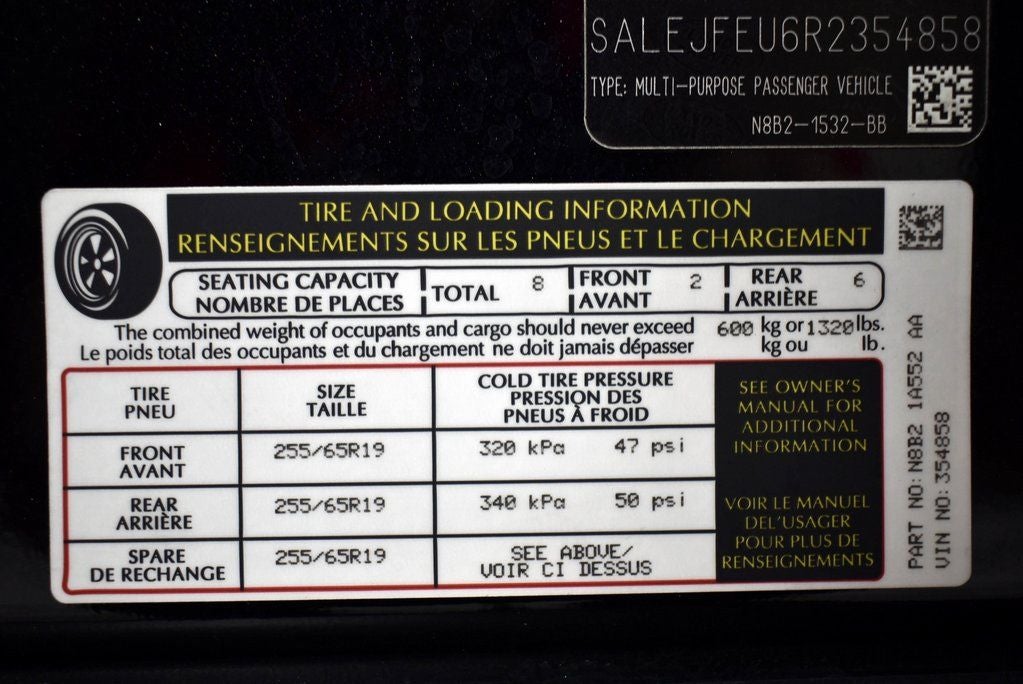 SALEJFEU6R2354858
TYPE: MULTI-PURPOSE PASSENGER VEHICLE
N8B2-1532-BB
TIRE AND LOADING INFORMATION
RENSEIGNEMENTS SUR LES PNEUS ET LE CHARGEMENT
SEATING CAPACITY
NOMBRE DE PLACES
TOTAL 8
FRONT
AVANT
2
REAR
ARRIÈRE
6
The combined weight of occupants and cargo should never exceed 600 kg or 1320 lbs.
Le poids total des occupants et du chargement ne doit jamais dépasser kg ou lb.
TIRE
PNEU
SIZE
TAILLE
COLD TIRE PRESSURE
PRESSION DES
PNEUS À FROID
FRONT
AVANT
255/65R19
320 kPa 47 psi
REAR
ARRIÈRE
255/65R19
340 kPa 50 psi
SPARE
DE RECHANGE
255/65R19
SEE ABOVE/
VOIR CI DESSUS
SEE OWNER'S
MANUAL FOR
ADDITIONAL
INFORMATION
VOIR LE MANUEL
DEL'USAGER
POUR PLUS DE
RENSEIGNEMENTS
PART NO: N8B2 1A552 AA
VIN NO: 354858